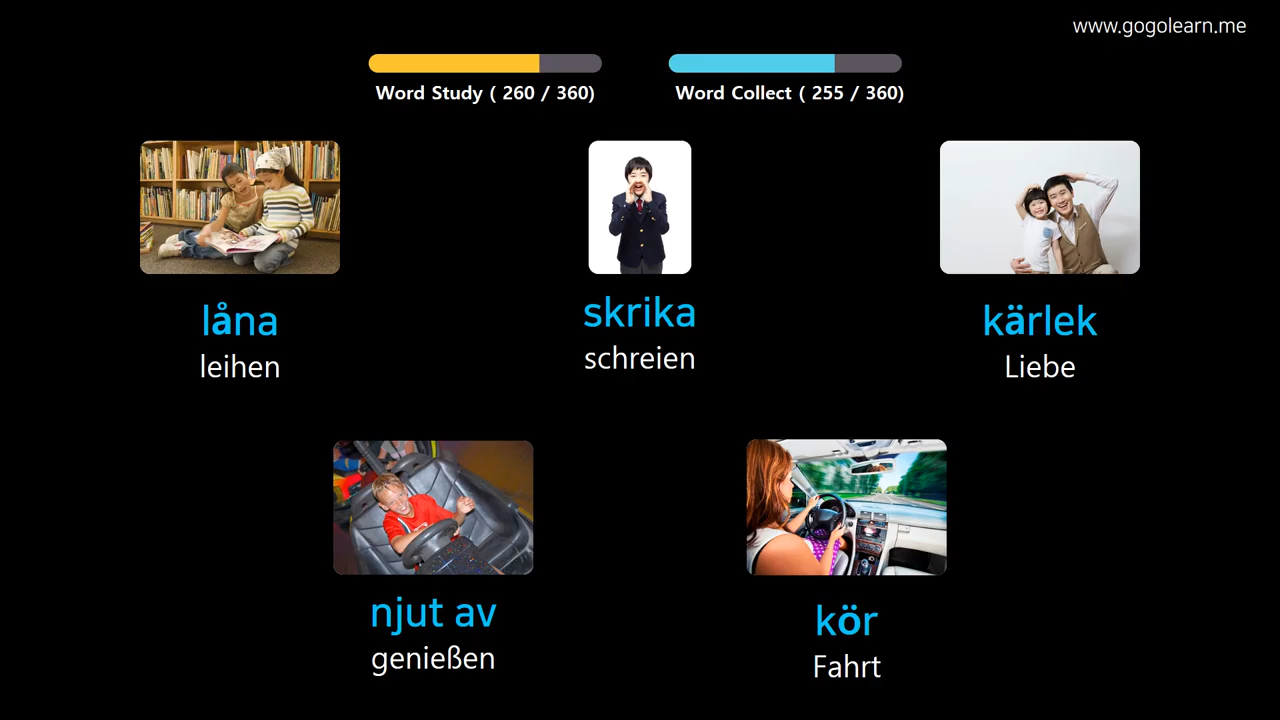 www.gogolearn.me
Word Study ( 260 / 360)
Word Collect ( 255 / 360)
låna
leihen
skrika
schreien
kärlek
Liebe
njut av
genießen
kör
Fahrt